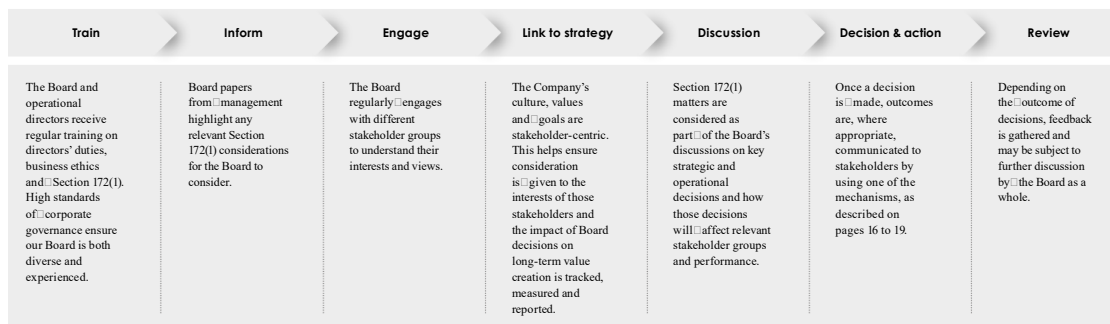 Train
Inform
Engage
Link to strategy
Discussion
Decision & action
Review
The Board and
operational
directors receive
regular training on
directors’ duties,
business ethics
and□Section 172(1).
High standards
of□corporate
governance ensure
our Board is both
diverse and
experienced.
Board papers
from□management
highlight any
relevant Section
172(1) considerations
for the Board to
consider.
The Board
regularly□engages
with different
stakeholder groups
to understand their
interests and views.
The Company’s
culture, values
and□goals are
stakeholder-centric.
This helps ensure
consideration
is□given to the
interests of those
stakeholders and
the impact of Board
decisions on
long-term value
creation is tracked,
measured and
reported.
Section 172(1)
matters are
considered as
part□of the Board’s
discussions on key
strategic and
operational
decisions and how
those decisions
will□affect relevant
stakeholder groups
and performance.
Once a decision
is□made, outcomes
are, where
appropriate,
communicated to
stakeholders by
using one of the
mechanisms, as
described on
pages 16 to 19.
Depending on
the□outcome of
decisions, feedback
is gathered and
may be subject to
further discussion
by□the Board as a
whole.